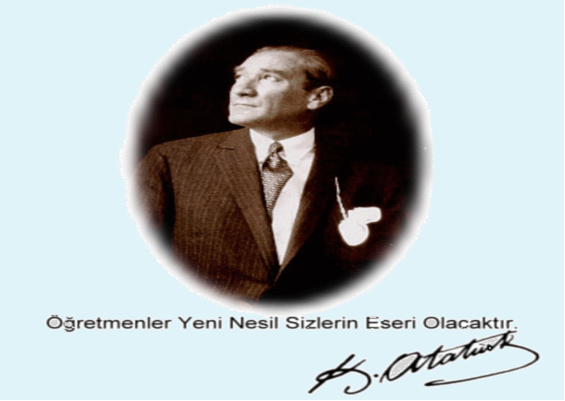 Öğretmenler Yeni Nesil Sizlerin Eseri Olacaktır.
K. Atatürk